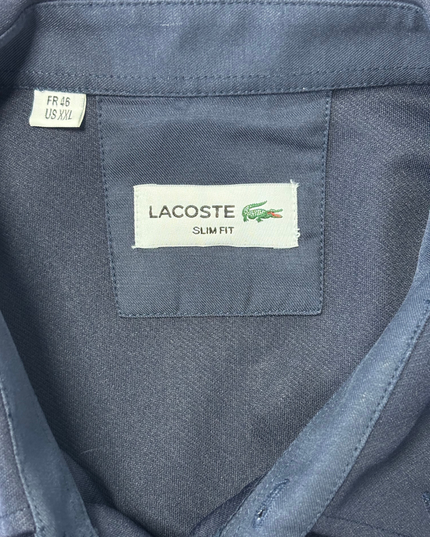 FR 46
US XXL
LACOSTE
SLIM FIT